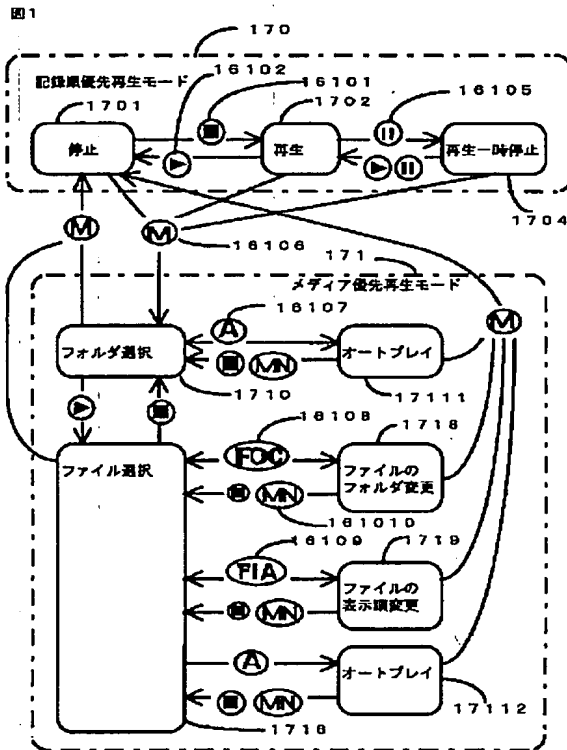 図1
170
記録順優先再生モード
16102
16101
1702
16105
1701
停止
再生
再生一時停止
1704
M
M
16106
171
メディア優先再生モード
M
16107
A
フォルダ選択
オートプレイ
MN
1710
17111
16108
1718
ファイル選択
FOC
ファイルの
フォルダ変更
MN
161010
16109
1719
FIA
ファイルの
表示順変更
MN
A
オートプレイ
MN
1716
17112